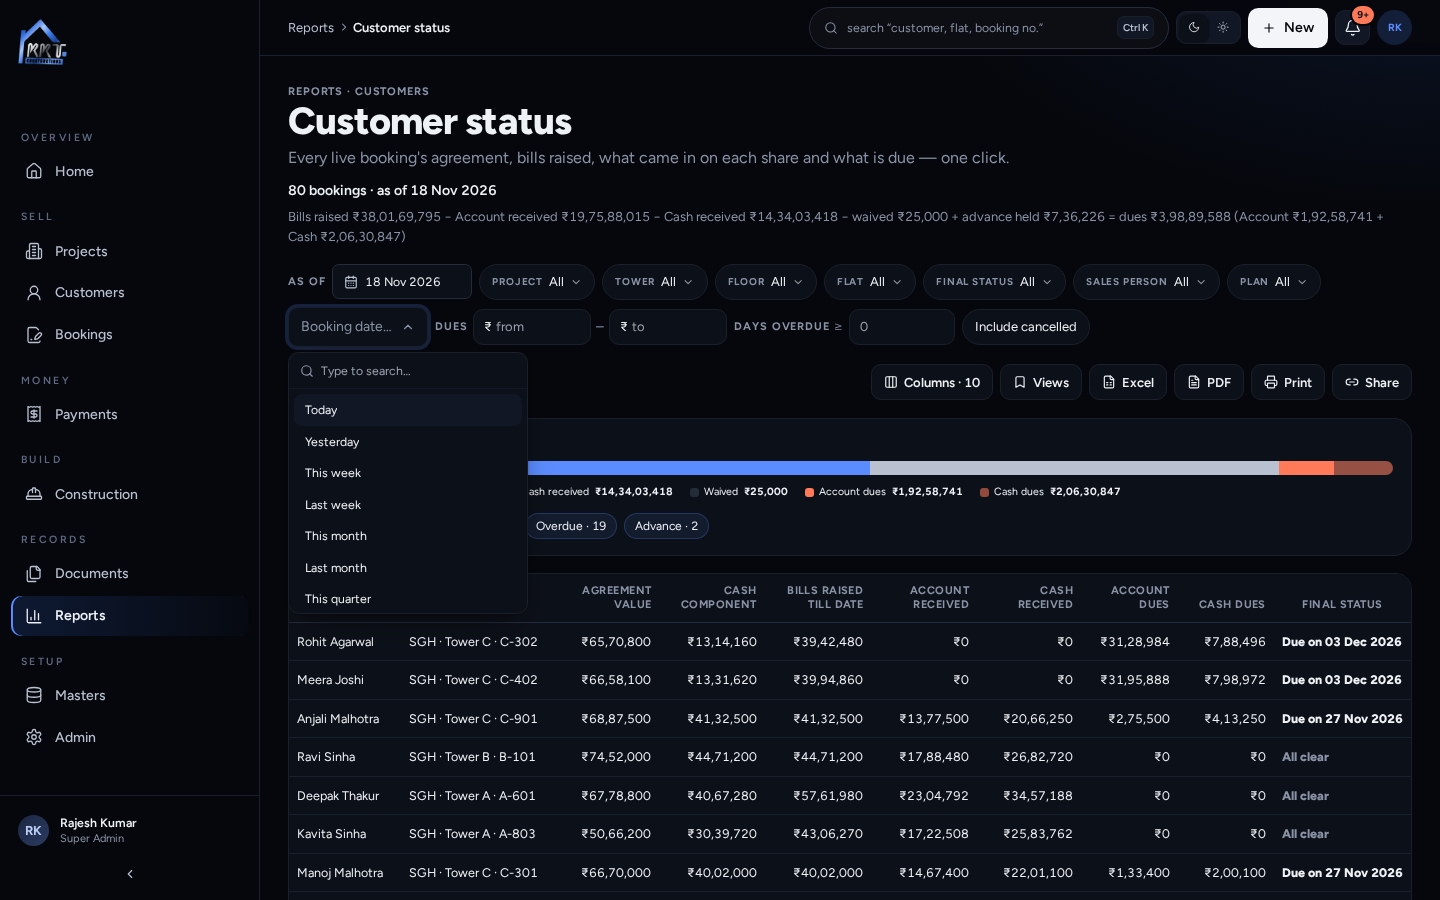 Reports > Customer status
search “customer, flat, booking no.”
Ctrl K
New
9+
RK
OVERVIEW
Home
SELL
Projects
Customers
Bookings
MONEY
Payments
BUILD
Construction
RECORDS
Documents
Reports
SETUP
Masters
Admin
RK
Rajesh Kumar
Super Admin
REPORTS · CUSTOMERS
Customer status
Every live booking's agreement, bills raised, what came in on each share and what is due — one click.
80 bookings · as of 18 Nov 2026
Bills raised ₹38,01,69,795 − Account received ₹19,75,88,015 − Cash received ₹14,34,03,418 − waived ₹25,000 + advance held ₹7,36,226 = dues ₹3,98,89,588 (Account ₹1,92,58,741 +
Cash ₹2,06,30,847)
AS OF 18 Nov 2026 PROJECT All TOWER All FLOOR All FLAT All FINAL STATUS All SALES PERSON All PLAN All
Booking date... DUES ₹ from – ₹ to DAYS OVERDUE ≥ 0 Include cancelled
Type to search...
Today
Yesterday
This week
Last week
This month
Last month
This quarter
Columns · 10 Views Excel PDF Print Share
ash received ₹14,34,03,418 Waived ₹25,000 Account dues ₹1,92,58,741 Cash dues ₹2,06,30,847
Overdue · 19 Advance · 2
AGREEMENT VALUE CASH COMPONENT BILLS RAISED TILL DATE ACCOUNT RECEIVED CASH RECEIVED ACCOUNT DUES CASH DUES FINAL STATUS
Rohit Agarwal SGH · Tower C · C-302 ₹65,70,800 ₹13,14,160 ₹39,42,480 ₹0 ₹0 ₹31,28,984 ₹7,88,496 Due on 03 Dec 2026
Meera Joshi SGH · Tower C · C-402 ₹66,58,100 ₹13,31,620 ₹39,94,860 ₹0 ₹0 ₹31,95,888 ₹7,98,972 Due on 03 Dec 2026
Anjali Malhotra SGH · Tower C · C-901 ₹68,87,500 ₹41,32,500 ₹41,32,500 ₹13,77,500 ₹20,66,250 ₹2,75,500 ₹4,13,250 Due on 27 Nov 2026
Ravi Sinha SGH · Tower B · B-101 ₹74,52,000 ₹44,71,200 ₹44,71,200 ₹17,88,480 ₹26,82,720 ₹0 ₹0 All clear
Deepak Thakur SGH · Tower A · A-601 ₹67,78,800 ₹40,67,280 ₹57,61,980 ₹23,04,792 ₹34,57,188 ₹0 ₹0 All clear
Kavita Sinha SGH · Tower A · A-803 ₹50,66,200 ₹30,39,720 ₹43,06,270 ₹17,22,508 ₹25,83,762 ₹0 ₹0 All clear
Manoj Malhotra SGH · Tower C · C-301 ₹66,70,000 ₹40,02,000 ₹40,02,000 ₹14,67,400 ₹22,01,100 ₹1,33,400 ₹2,00,100 Due on 27 Nov 2026